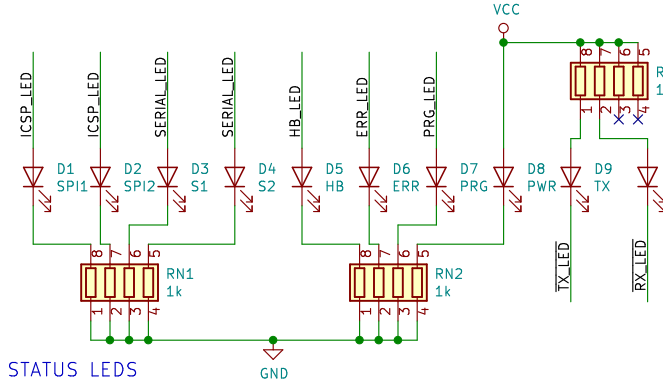 VCC
8 7 6 5
R
1
1 2 3 4
ICSP_LED
ICSP_LED
SERIAL_LED
SERIAL_LED
HB_LED
ERR_LED
PRG_LED
D1
SPI1
D2
SPI2
D3
S1
D4
S2
D5
HB
D6
ERR
D7
PRG
D8
PWR
D9
TX
TX_LED
RX_LED
8 7 6 5
RN1
1k
1 2 3 4
8 7 6 5
RN2
1k
1 2 3 4
GND
STATUS LEDS